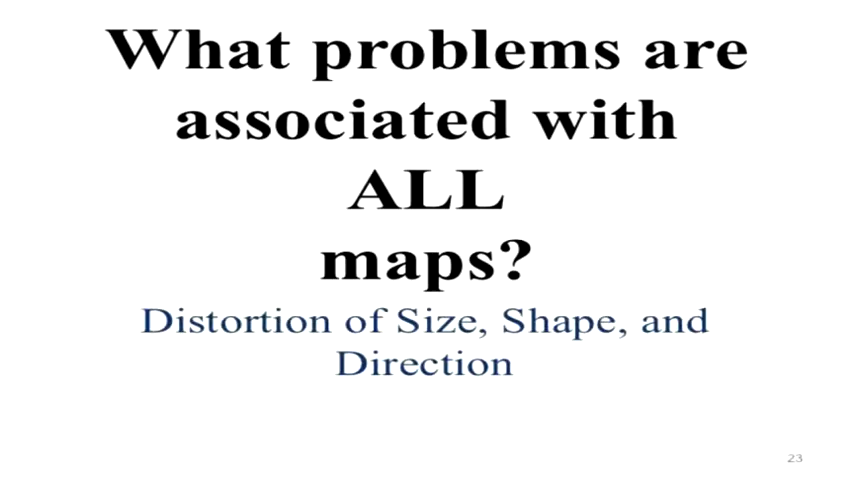 What problems are
associated with
ALL
maps?
Distortion of Size, Shape, and
Direction
23